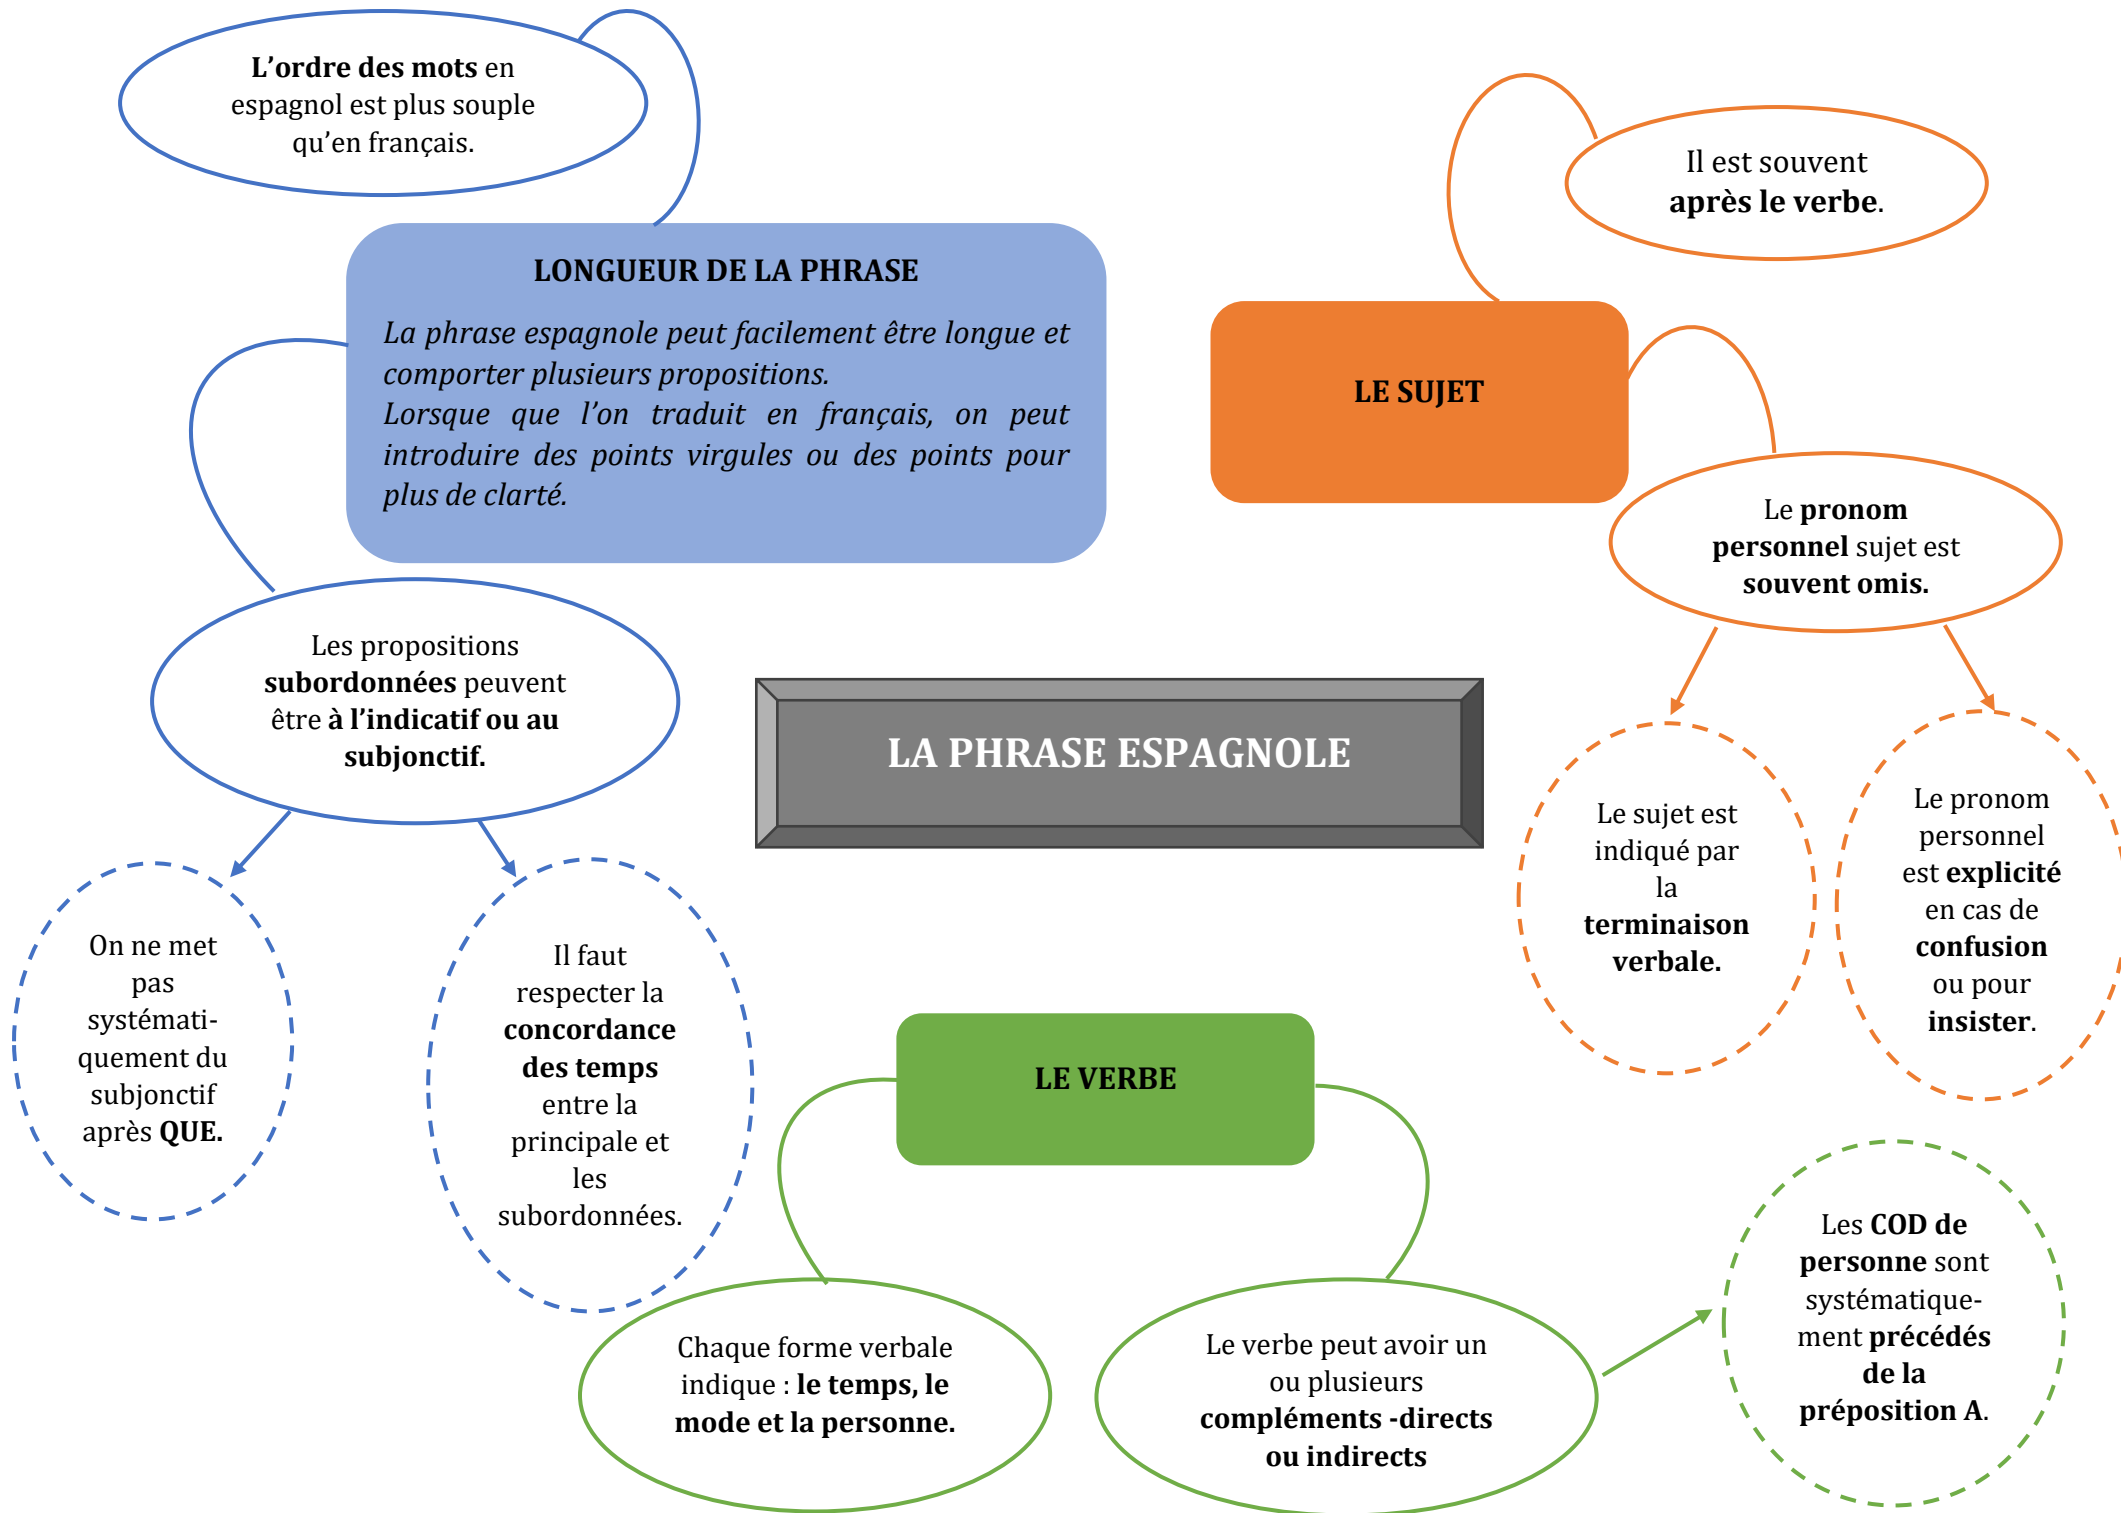 L’ordre des mots en
espagnol est plus souple
qu’en français.
LONGUEUR DE LA PHRASE
La phrase espagnole peut facilement être longue et
comporter plusieurs propositions.
Lorsque que l’on traduit en français, on peut
introduire des points virgules ou des points pour
plus de clarté.
Les propositions
subordonnées peuvent
être à l’indicatif ou au
subjonctif.
On ne met
pas
systémati-
quement du
subjonctif
après QUE.
Il faut
respecter la
concordance
des temps
entre la
principale et
les
subordonnées.
Il est souvent
après le verbe.
LE SUJET
Le pronom
personnel sujet est
souvent omis.
Le sujet est
indiqué par
la
terminaison
verbale.
Le pronom
personnel
est explicité
en cas de
confusion
ou pour
insister.
LA PHRASE ESPAGNOLE
LE VERBE
Chaque forme verbale
indique : le temps, le
mode et la personne.
Le verbe peut avoir un
ou plusieurs
compléments -directs
ou indirects
Les COD de
personne sont
systématique-
ment précédés
de la
préposition A.